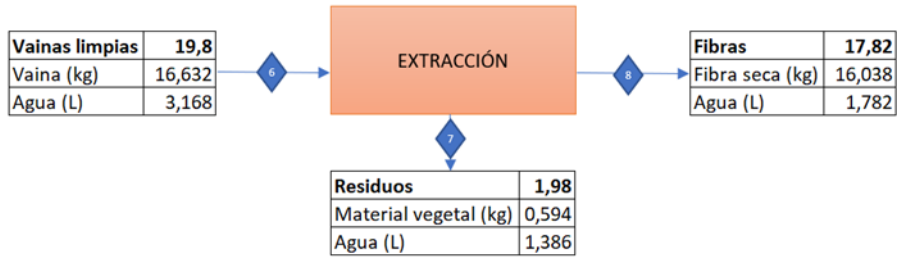 Vainas limpias 19,8
Vaina (kg) 16,632
Agua (L) 3,168
6
EXTRACCIÓN
8
Fibras 17,82
Fibra seca (kg) 16,038
Agua (L) 1,782
7
Residuos 1,98
Material vegetal (kg) 0,594
Agua (L) 1,386